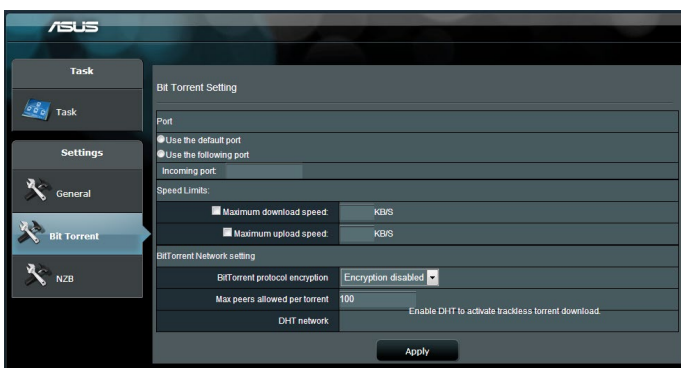 ASUS
Task
Task
Settings
General
Bit Torrent
NZB
Bit Torrent Setting
Port
Use the default port
Use the following port
Incoming port:
Speed Limits:
Maximum download speed: KB/S
Maximum upload speed: KB/S
BitTorrent Network setting
BitTorrent protocol encryption Encryption disabled
Max peers allowed per torrent 100
DHT network Enable DHT to activate trackless torrent download.
Apply